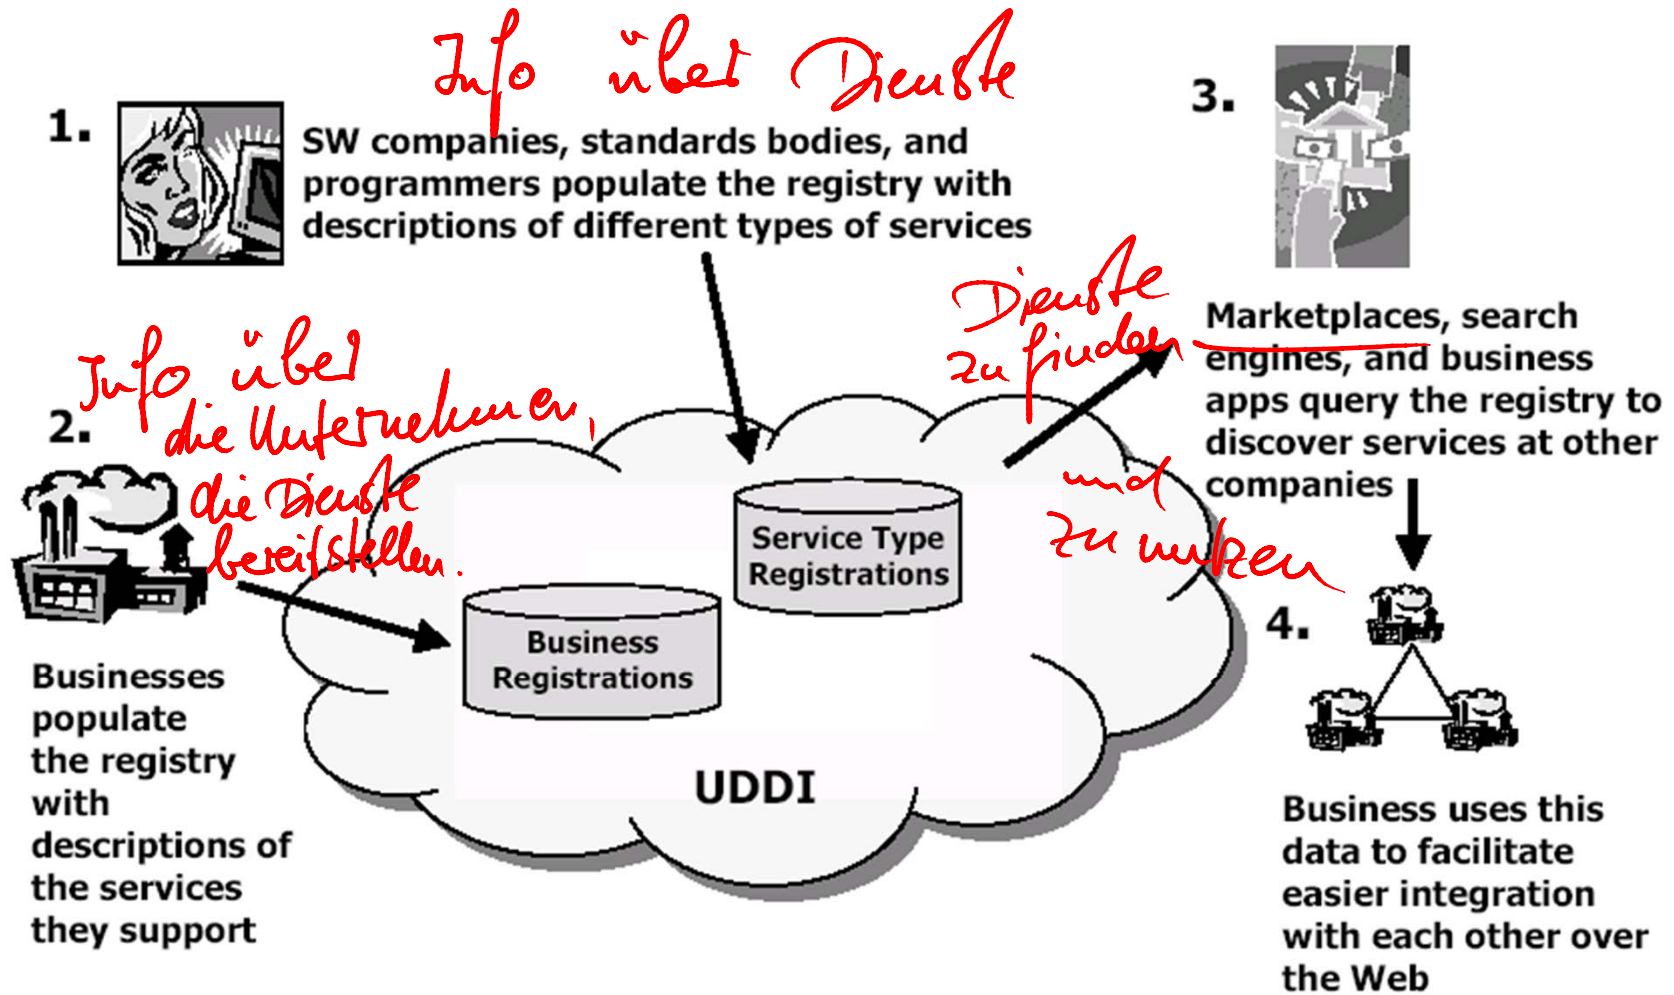 Info über Dienste
1.
SW companies, standards bodies, and
programmers populate the registry with
descriptions of different types of services
2.
Info über
die Unternehmen,
die Dienste
bereitstellen.
Businesses
populate
the registry
with
descriptions of
the services
they support
Service Type
Registrations
Business
Registrations
UDDI
Dienste
zu finden
und
zu nutzen
3.
Marketplaces, search
engines, and business
apps query the registry to
discover services at other
companies
4.
Business uses this
data to facilitate
easier integration
with each other over
the Web